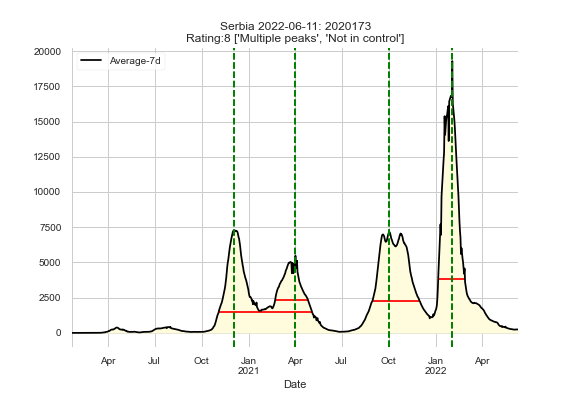 Serbia 2022-06-11: 2020173
Rating:8 ['Multiple peaks', 'Not in control']
Average-7d
20000
17500
15000
12500
10000
7500
5000
2500
0
Apr Jul Oct Jan Apr Jul Oct Jan Apr
2021 2022
Date